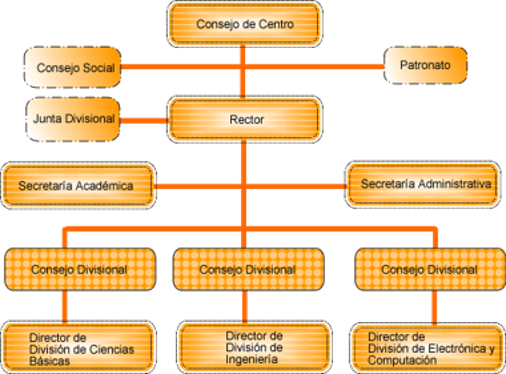 Consejo de Centro
Consejo Social
Patronato
Junta Divisional
Rector
Secretaría Académica
Secretaría Administrativa
Consejo Divisional
Consejo Divisional
Consejo Divisional
Director de
División de Ciencias
Básicas
Director de
División de
Ingeniería
Director de
División de Electrónica y
Computación